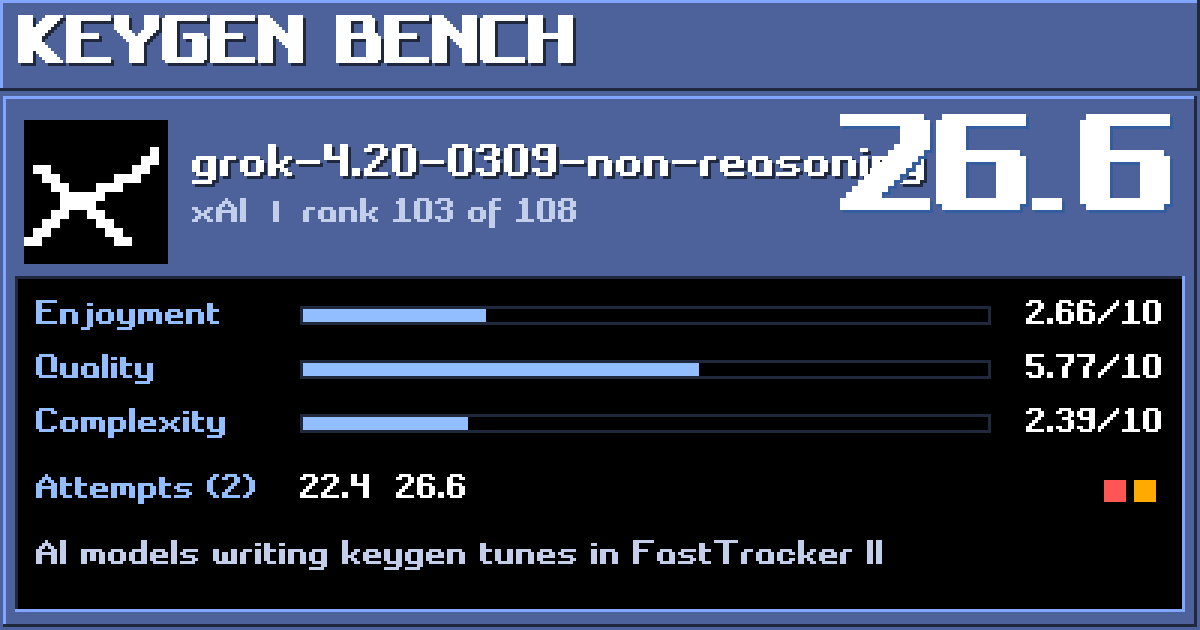 KEYGEN BENCH
grok-4.20-0309-non-reasoning
26.6
xAI | rank 103 of 108
Enjoyment 2.66/10
Quality 5.77/10
Complexity 2.39/10
Attempts (2) 22.4 26.6
AI models writing keygen tunes in FastTracker II